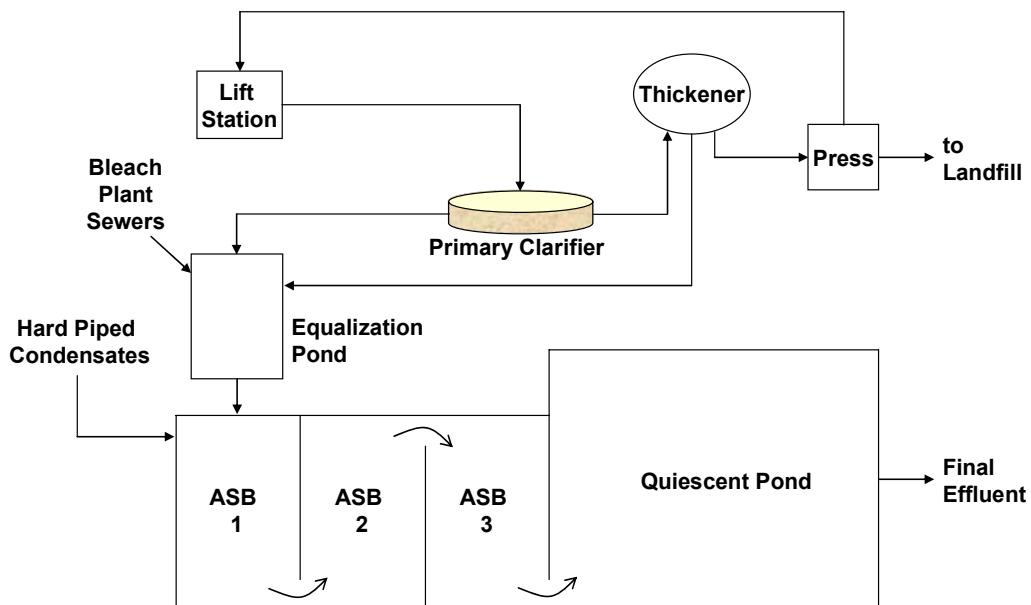 Lift
Station
Thickener
Press
to
Landfill
Bleach
Plant
Sewers
Primary Clarifier
Hard Piped
Condensates
Equalization
Pond
ASB
1
ASB
2
ASB
3
Quiescent Pond
Final
Effluent